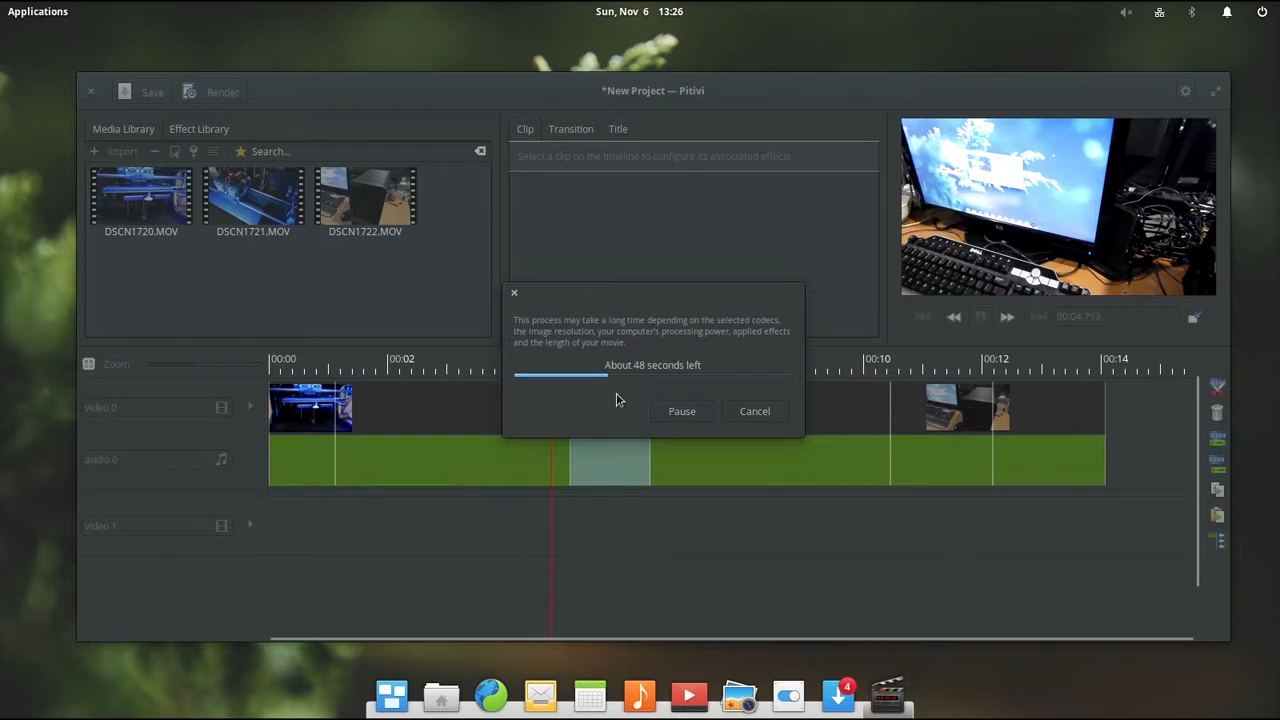 Applications
Sun, Nov 6 13:26
Save
Render
*New Project — Pitivi
Media Library
Effect Library
Import
Search...
DSCN1720.MOV
DSCN1721.MOV
DSCN1722.MOV
Clip
Transition
Title
Select a clip on the timeline to configure its associated effects
This process may take a long time depending on the selected codecs,
the image resolution, your computer's processing power, applied effects
and the length of your movie.
About 48 seconds left
Pause
Cancel
Zoom
00:00
00:02
00:10
00:12
00:14
video 0
audio 0
video 1
4